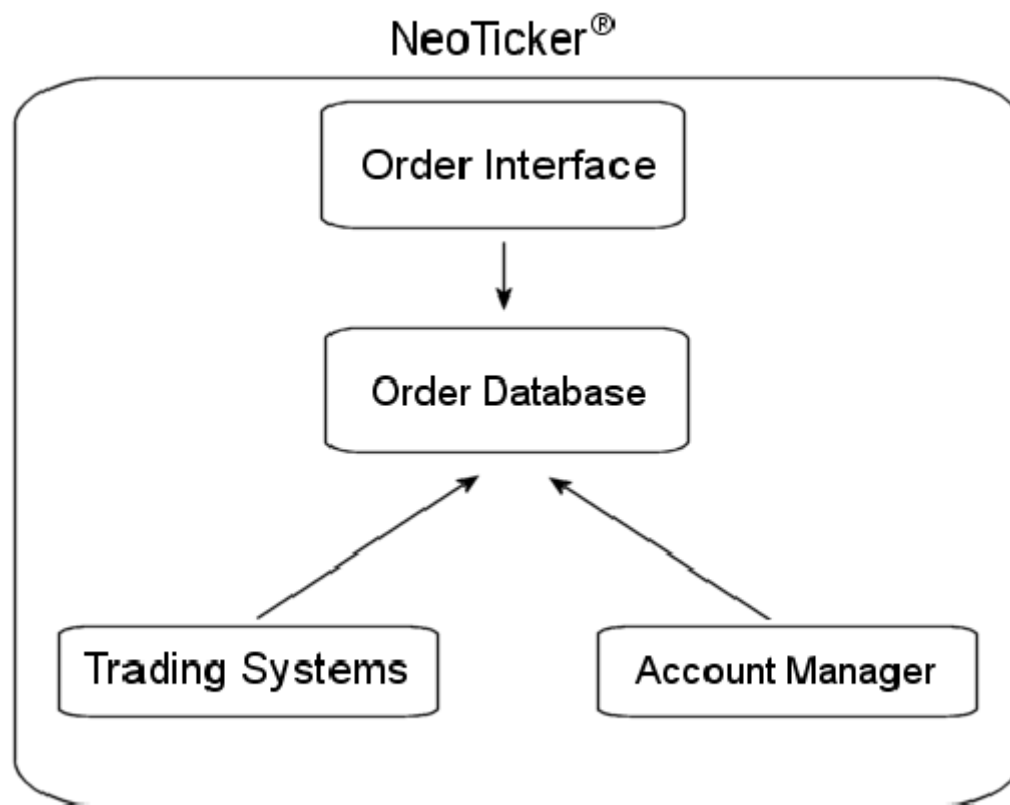 NeoTicker®
Order Interface
Order Database
Trading Systems
Account Manager